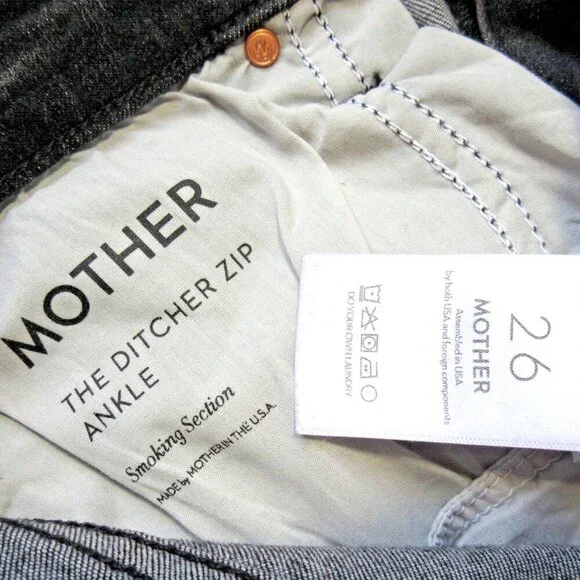 MOTHER
THE DITCHER ZIP
ANKLE
Smoking Section
MADE by MOTHER IN THE U.S.A.
26
MOTHER
Assembled in USA
by both USA and foreign components
DO YOUR OWN LAUNDRY
M